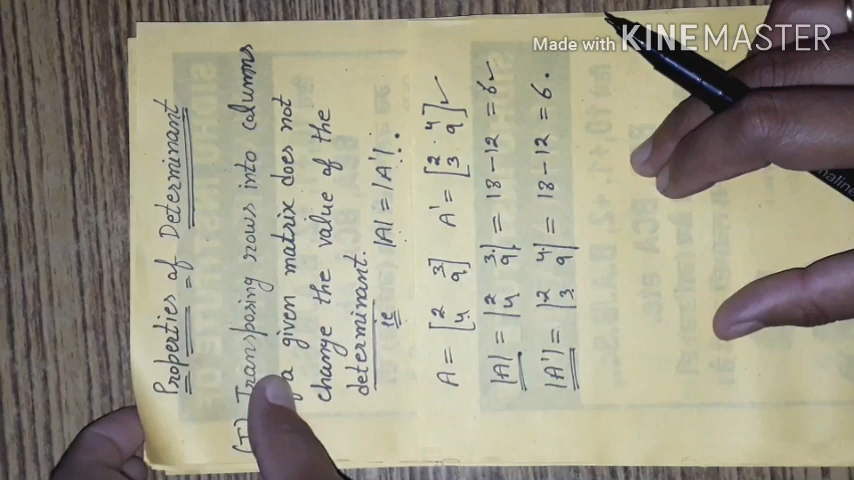 Made with KINEMASTER
Properties of Determinant
(I) Transposing rows into columns
a given matrix does not
change the value of the
determinant.
ie |A| = |A'|.
A = [2 3 4 9] A' = [2 4 3 9] ✓
|A| = |2 3 4 9| = 18 - 12 = 6 ✓
|A'| = |2 4 3 9| = 18 - 12 = 6.